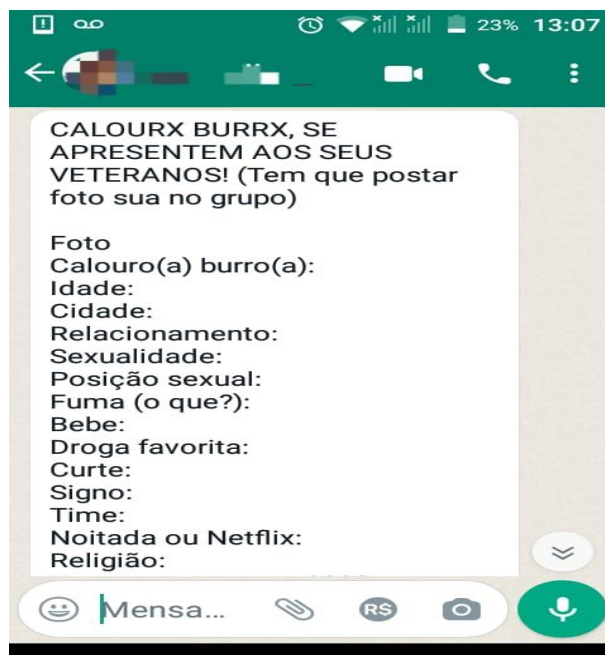 23% 13:07
CALOURX BURRX, SE
APRESENTEM AOS SEUS
VETERANOS! (Tem que postar
foto sua no grupo)
Foto
Calouro(a) burro(a):
Idade:
Cidade:
Relacionamento:
Sexualidade:
Posição sexual:
Fuma (o que?):
Bebe:
Droga favorita:
Curte:
Signo:
Time:
Noitada ou Netflix:
Religião:
Mensa... R$